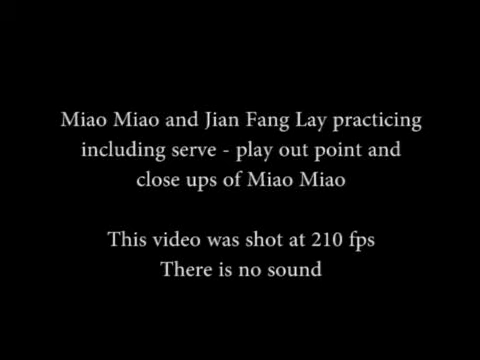 Miao Miao and Jian Fang Lay practicing
including serve - play out point and
close ups of Miao Miao
This video was shot at 210 fps
There is no sound